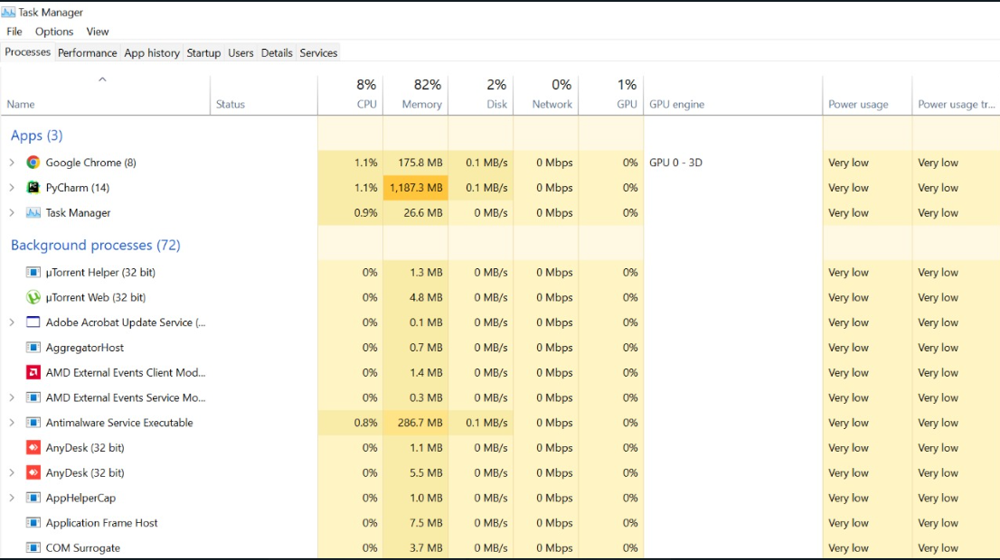 Task Manager
File Options View
Processes Performance App history Startup Users Details Services
8% 82% 2% 0% 1%
Name Status CPU Memory Disk Network GPU GPU engine Power usage Power usage tr...
Apps (3)
Google Chrome (8) 1.1% 175.8 MB 0.1 MB/s 0 Mbps 0% GPU 0 - 3D Very low Very low
PyCharm (14) 1.1% 1,187.3 MB 0.1 MB/s 0 Mbps 0% Very low Very low
Task Manager 0.9% 26.6 MB 0 MB/s 0 Mbps 0% Very low Very low
Background processes (72)
µTorrent Helper (32 bit) 0% 1.3 MB 0 MB/s 0 Mbps 0% Very low Very low
µTorrent Web (32 bit) 0% 4.8 MB 0 MB/s 0 Mbps 0% Very low Very low
Adobe Acrobat Update Service (... 0% 0.1 MB 0 MB/s 0 Mbps 0% Very low Very low
AggregatorHost 0% 0.7 MB 0 MB/s 0 Mbps 0% Very low Very low
AMD External Events Client Mod... 0% 1.4 MB 0 MB/s 0 Mbps 0% Very low Very low
AMD External Events Service Mo... 0% 0.3 MB 0 MB/s 0 Mbps 0% Very low Very low
Antimalware Service Executable 0.8% 286.7 MB 0.1 MB/s 0 Mbps 0% Very low Very low
AnyDesk (32 bit) 0% 1.1 MB 0 MB/s 0 Mbps 0% Very low Very low
AnyDesk (32 bit) 0% 5.5 MB 0 MB/s 0 Mbps 0% Very low Very low
AppHelperCap 0% 1.0 MB 0 MB/s 0 Mbps 0% Very low Very low
Application Frame Host 0% 7.5 MB 0 MB/s 0 Mbps 0% Very low Very low
COM Surrogate 0% 3.7 MB 0 MB/s 0 Mbps 0% Very low Very low